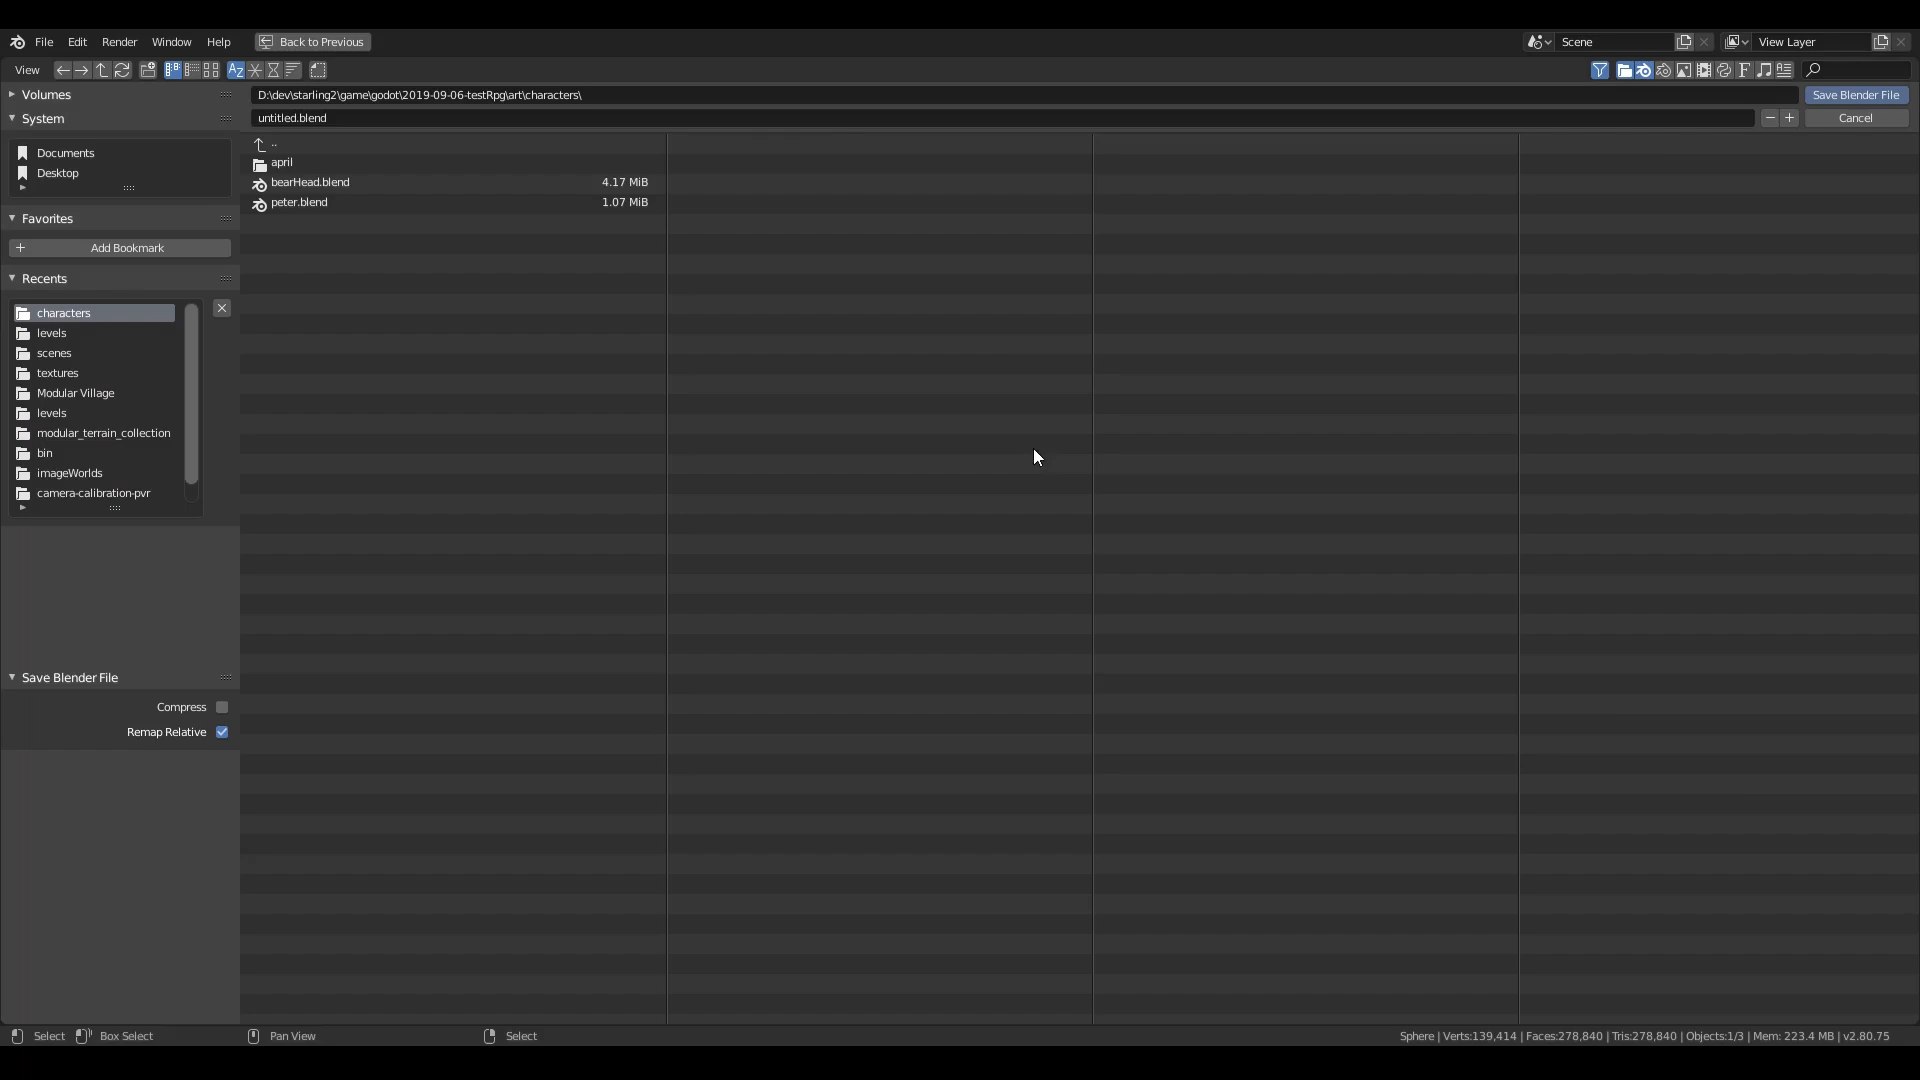 File Edit Render Window Help Back to Previous Scene View Layer
View
Volumes
D:\dev\starling2\game\godot\2019-09-06-testRpg\art\characters\ Save Blender File
System
untitled.blend Cancel
Documents
Desktop
..
april
bearHead.blend 4.17 MiB
peter.blend 1.07 MiB
Favorites
Add Bookmark
Recents
characters
levels
scenes
textures
Modular Village
levels
modular_terrain_collection
bin
imageWorlds
camera-calibration-pvr
Save Blender File
Compress
Remap Relative
Select Box Select Pan View Select Sphere | Verts:139,414 | Faces:278,840 | Tris:278,840 | Objects:1/3 | Mem: 223.4 MB | v2.80.75